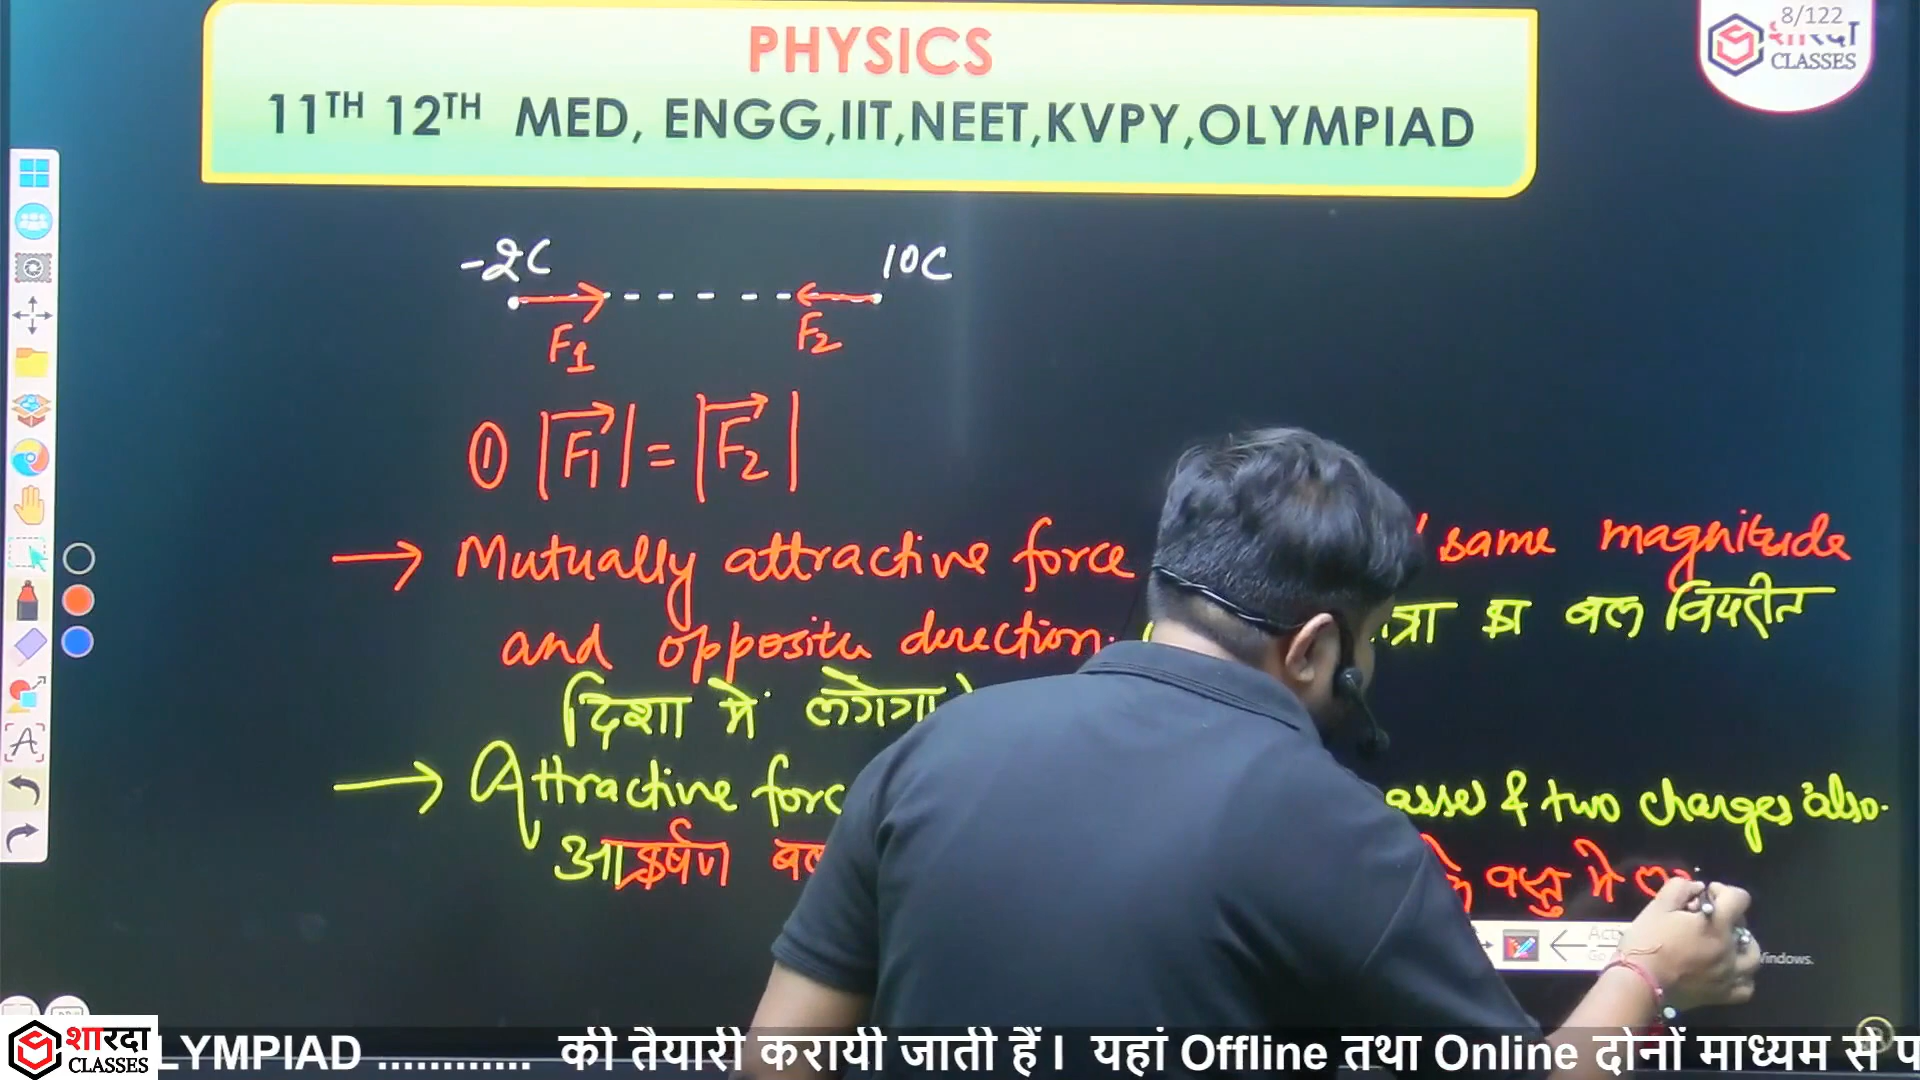 PHYSICS
11TH 12TH MED, ENGG,IIT,NEET,KVPY,OLYMPIAD
8/122
शारदा
CLASSES
-2C
10C
F1
F2
① |F1| = |F2|
→ Mutually attractive force same magnitude
and opposite direction.
बल विपरीत
दिशा में लगेगा
→ Attractive forc & two charges also.
आकर्षण वस्तु में
Windows.
शारदा
CLASSES
LYMPIAD ............ की तैयारी करायी जाती हैं। यहां Offline तथा Online दोनों माध्यम से प